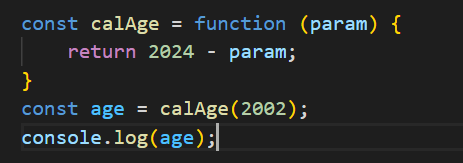 const calAge = function (param) {
    return 2024 - param;
}
const age = calAge(2002);
console.log(age);